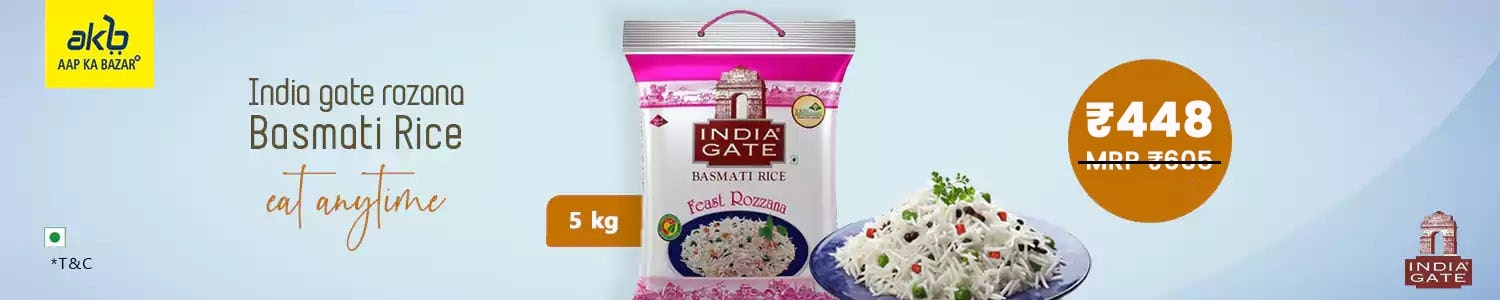 akb
AAP KA BAZAR
India gate rozana
Basmati Rice
eat anytime
*T&C
5 kg
INDIA
GATE
BASMATI RICE
Feast Rozzana
₹448
MRP ₹605
INDIA
GATE